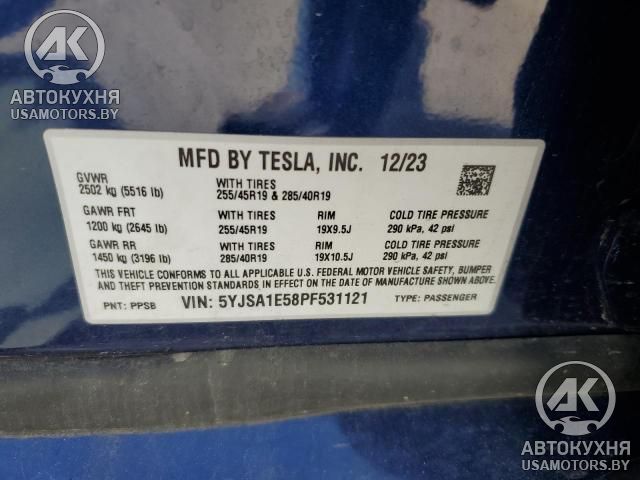 AK
АВТОКУХНЯ
USAMOTORS.BY
MFD BY TESLA, INC. 12/23
GVWR
2502 kg (5516 lb)
WITH TIRES
255/45R19 & 285/40R19
GAWR FRT
1200 kg (2645 lb)
WITH TIRES
255/45R19
RIM
19X9.5J
COLD TIRE PRESSURE
290 kPa, 42 psi
GAWR RR
1450 kg (3196 lb)
WITH TIRES
285/40R19
RIM
19X10.5J
COLD TIRE PRESSURE
290 kPa, 42 psi
THIS VEHICLE CONFORMS TO ALL APPLICABLE U.S. FEDERAL MOTOR VEHICLE SAFETY, BUMPER
AND THEFT PREVENTION STANDARDS IN EFFECT ON THE DATE OF MANUFACTURE SHOWN ABOVE.
PNT: PPSB VIN: 5YJSA1E58PF531121 TYPE: PASSENGER
AK
АВТОКУХНЯ
USAMOTORS.BY